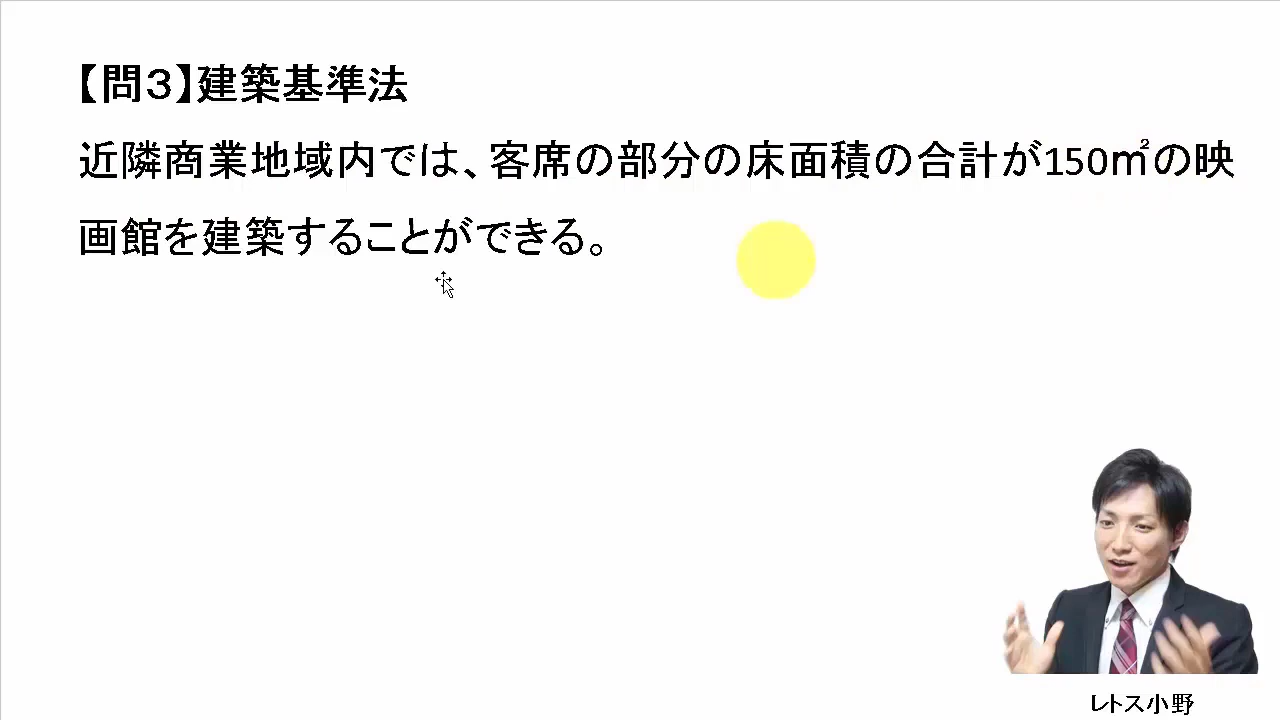 【問３】建築基準法
近隣商業地域内では、客席の部分の床面積の合計が150㎡の映
画館を建築することができる。
レトス小野